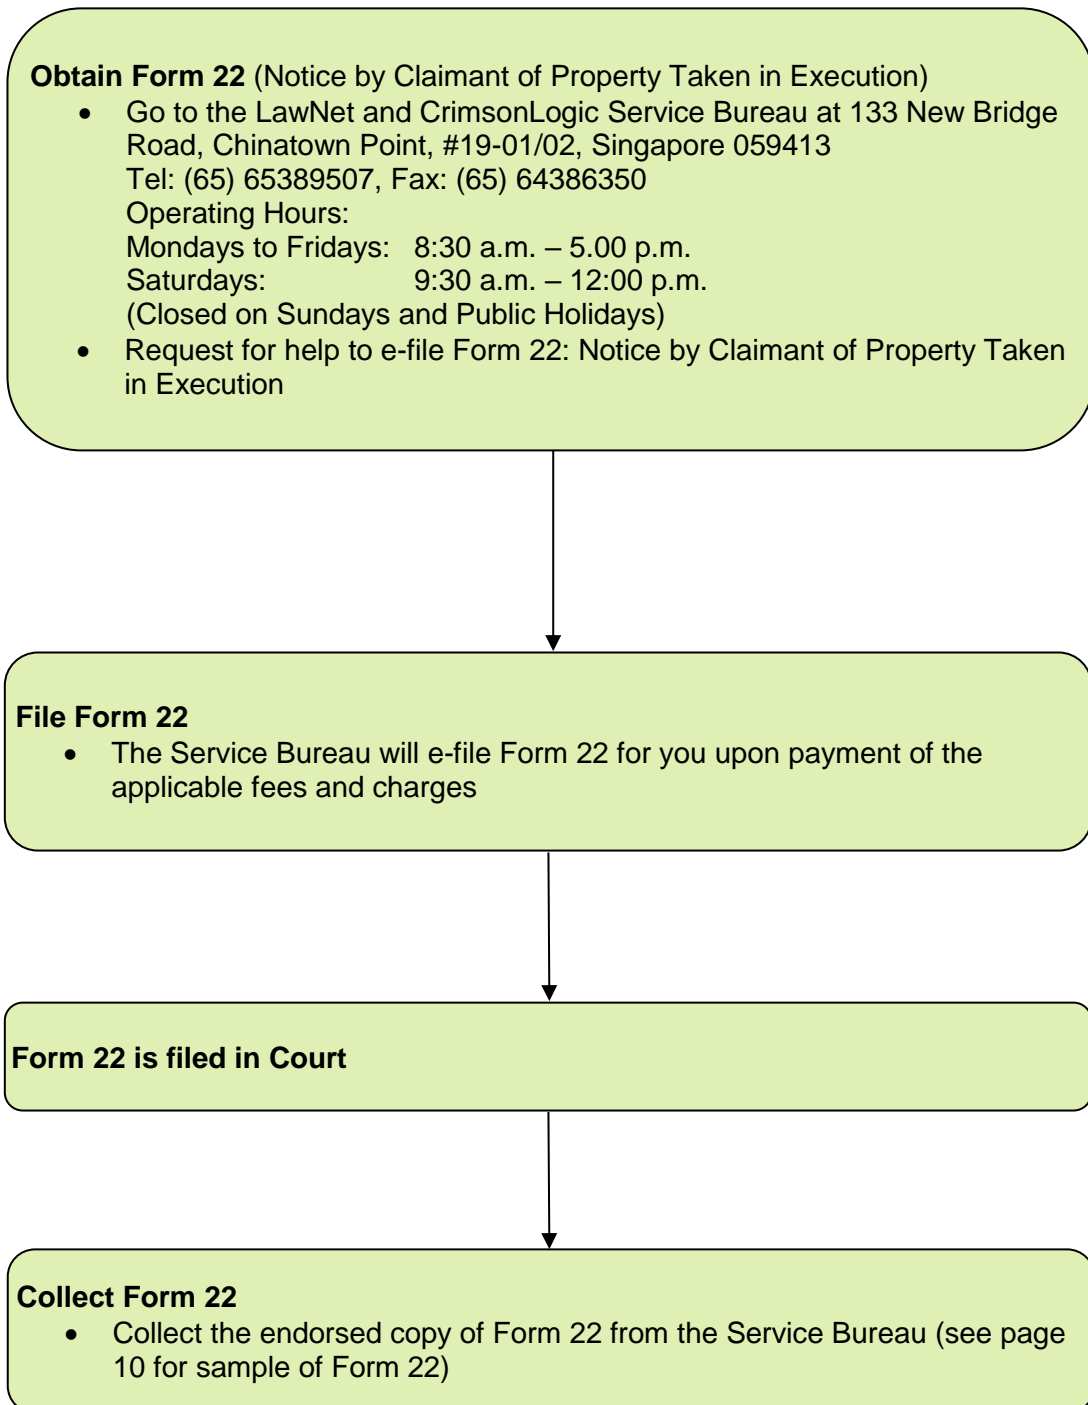 Obtain Form 22 (Notice by Claimant of Property Taken in Execution)
• Go to the LawNet and CrimsonLogic Service Bureau at 133 New Bridge
Road, Chinatown Point, #19-01/02, Singapore 059413
Tel: (65) 65389507, Fax: (65) 64386350
Operating Hours:
Mondays to Fridays: 8:30 a.m. – 5.00 p.m.
Saturdays: 9:30 a.m. – 12:00 p.m.
(Closed on Sundays and Public Holidays)
• Request for help to e-file Form 22: Notice by Claimant of Property Taken
in Execution
File Form 22
• The Service Bureau will e-file Form 22 for you upon payment of the
applicable fees and charges
Form 22 is filed in Court
Collect Form 22
• Collect the endorsed copy of Form 22 from the Service Bureau (see page
10 for sample of Form 22)